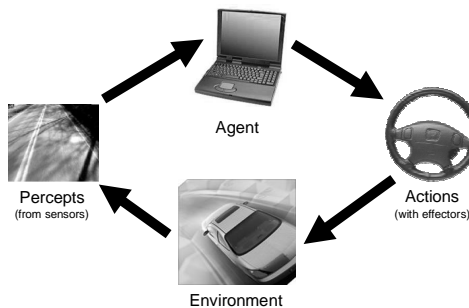 Agent
Percepts
(from sensors)
Actions
(with effectors)
Environment